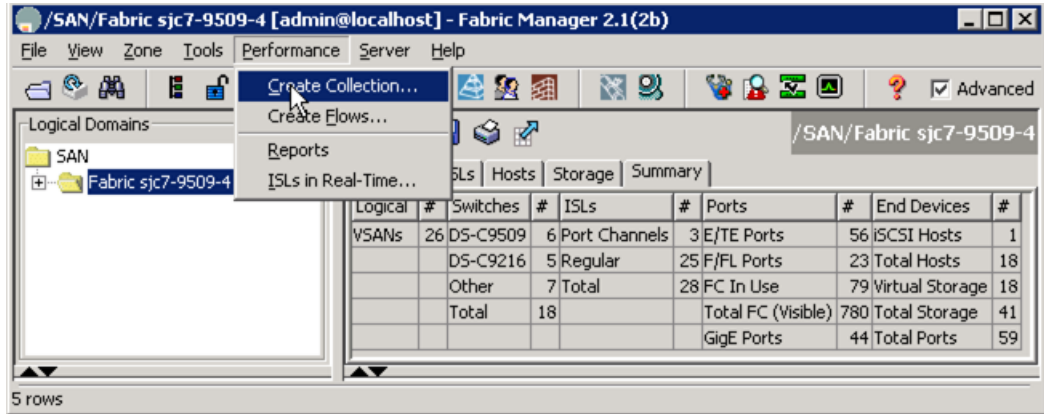 /SAN/Fabric sjc7-9509-4 [admin@localhost] - Fabric Manager 2.1(2b)
File View Zone Tools Performance Server Help
Create Collection...
Create Flows...
Reports
ISLs in Real-Time...
Advanced
Logical Domains
SAN
Fabric sjc7-9509-4
/SAN/Fabric sjc7-9509-4
SLs Hosts Storage Summary
Logical # Switches # ISLs # Ports # End Devices #
VSANs 26 DS-C9509 6 Port Channels 3 E/TE Ports 56 iSCSI Hosts 1
DS-C9216 5 Regular 25 F/FL Ports 23 Total Hosts 18
Other 7 Total 28 FC In Use 79 Virtual Storage 18
Total 18 Total FC (Visible) 780 Total Storage 41
GigE Ports 44 Total Ports 59
5 rows